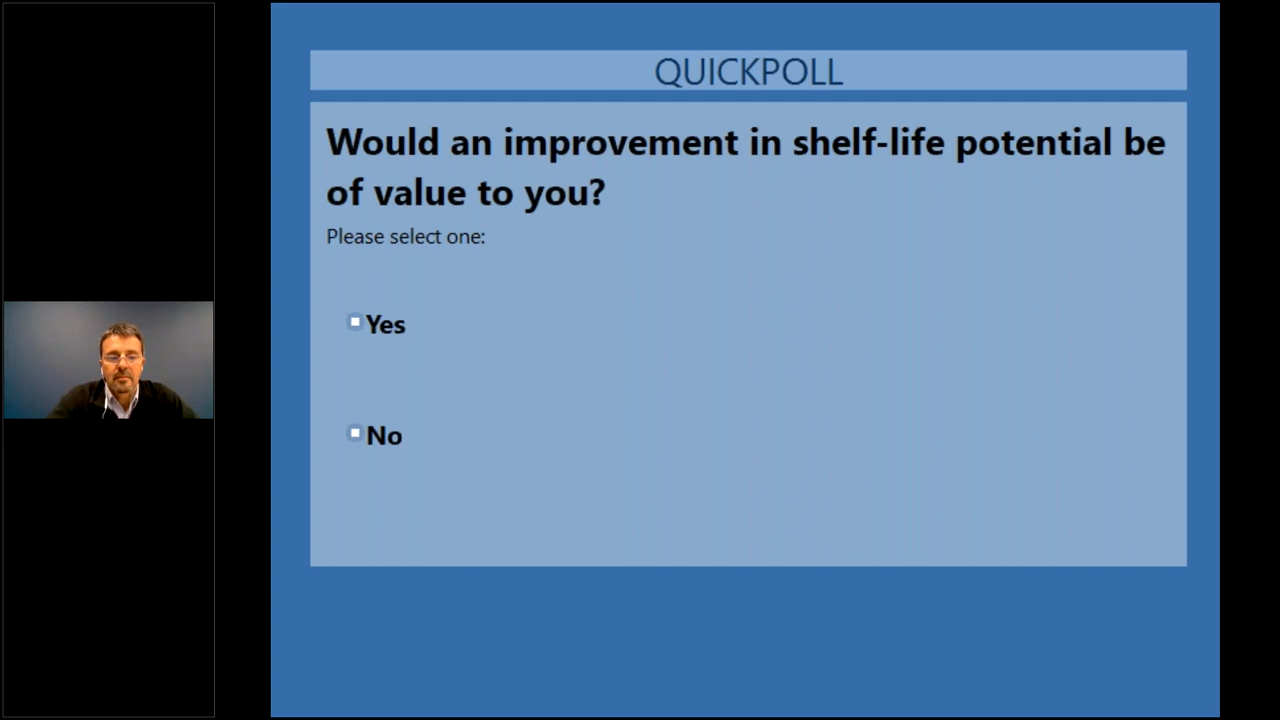 QUICKPOLL
Would an improvement in shelf-life potential be
of value to you?
Please select one:
Yes
No